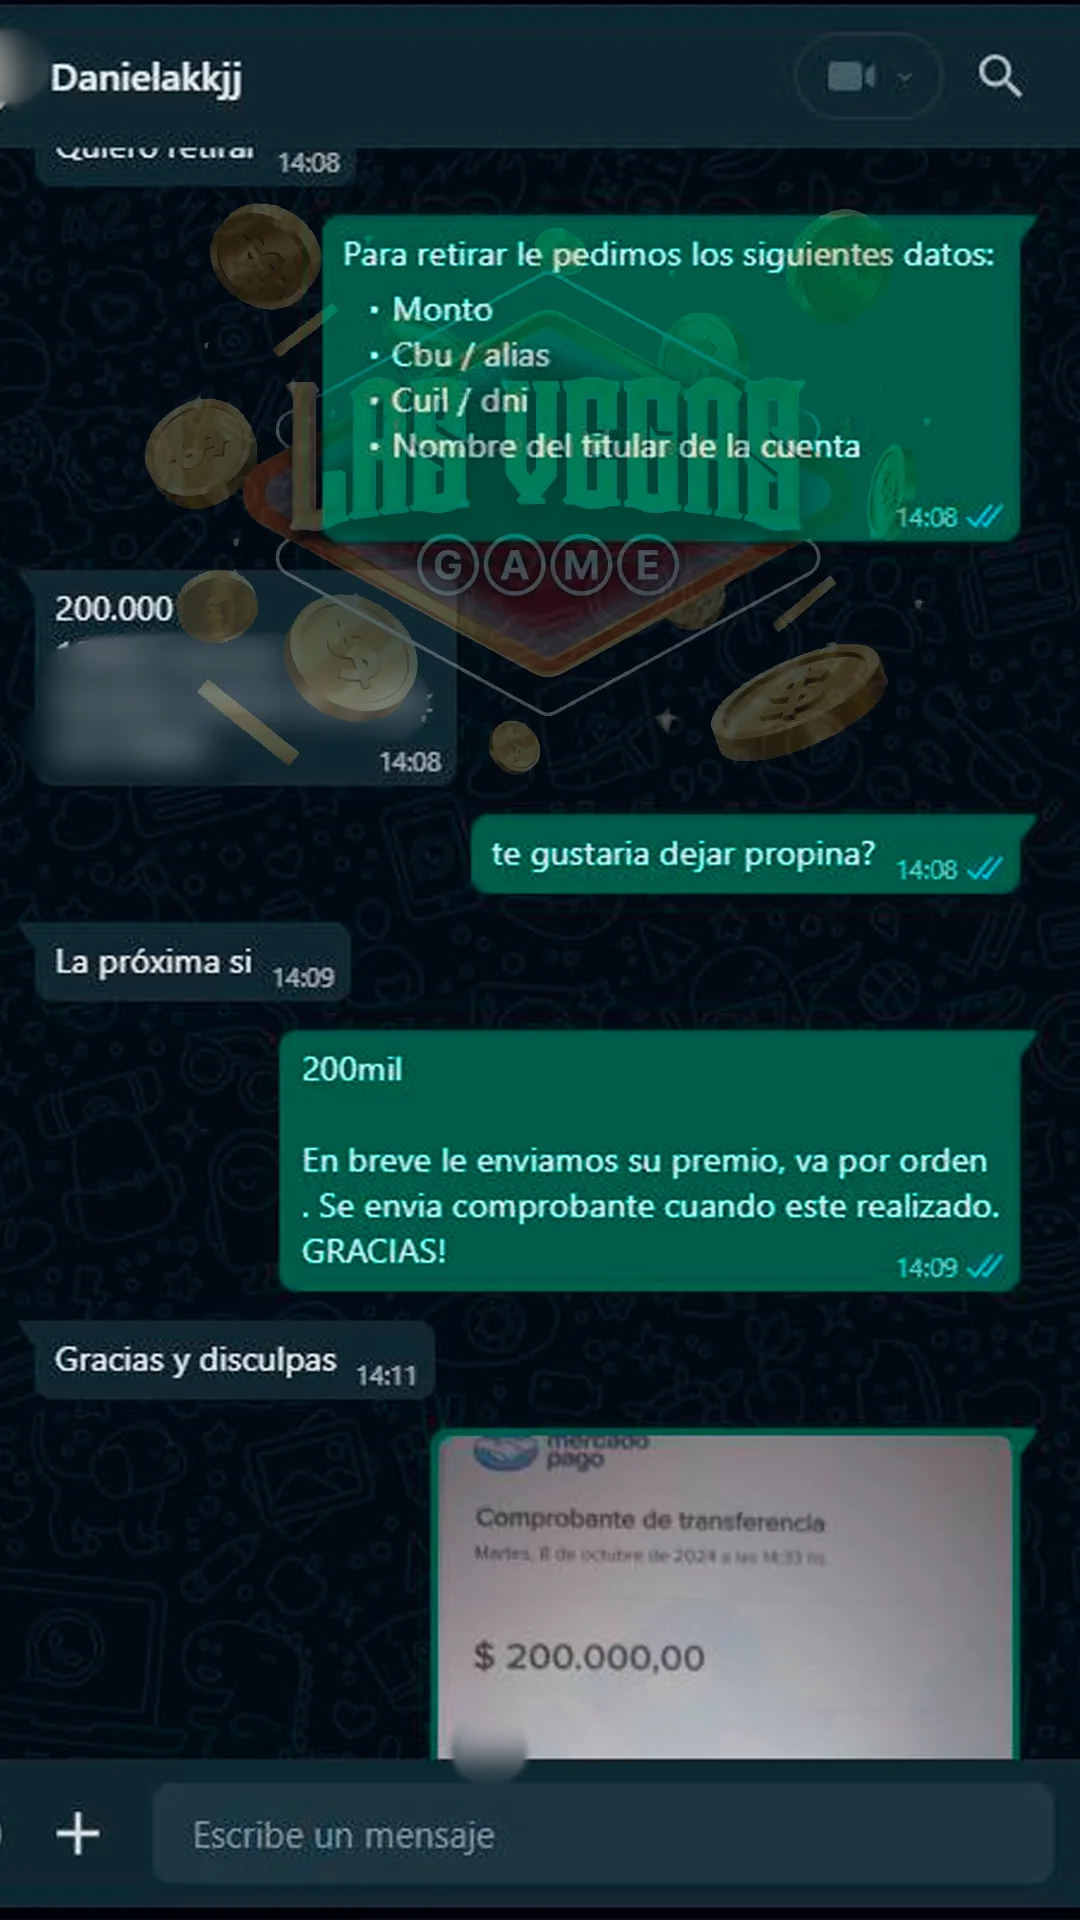 Danielakkjj
Quiero retirar 14:08
Para retirar le pedimos los siguientes datos:
• Monto
• Cbu / alias
• Cuil / dni
• Nombre del titular de la cuenta
14:08
LAS VEGAS
GAME
200.000
14:08
te gustaria dejar propina? 14:08
La próxima si 14:09
200mil
En breve le enviamos su premio, va por orden
. Se envia comprobante cuando este realizado.
GRACIAS!
14:09
Gracias y disculpas 14:11
mercado
pago
Comprobante de transferencia
Martes, 8 de octubre de 2024 a las 14:33 hs
$ 200.000,00
Escribe un mensaje